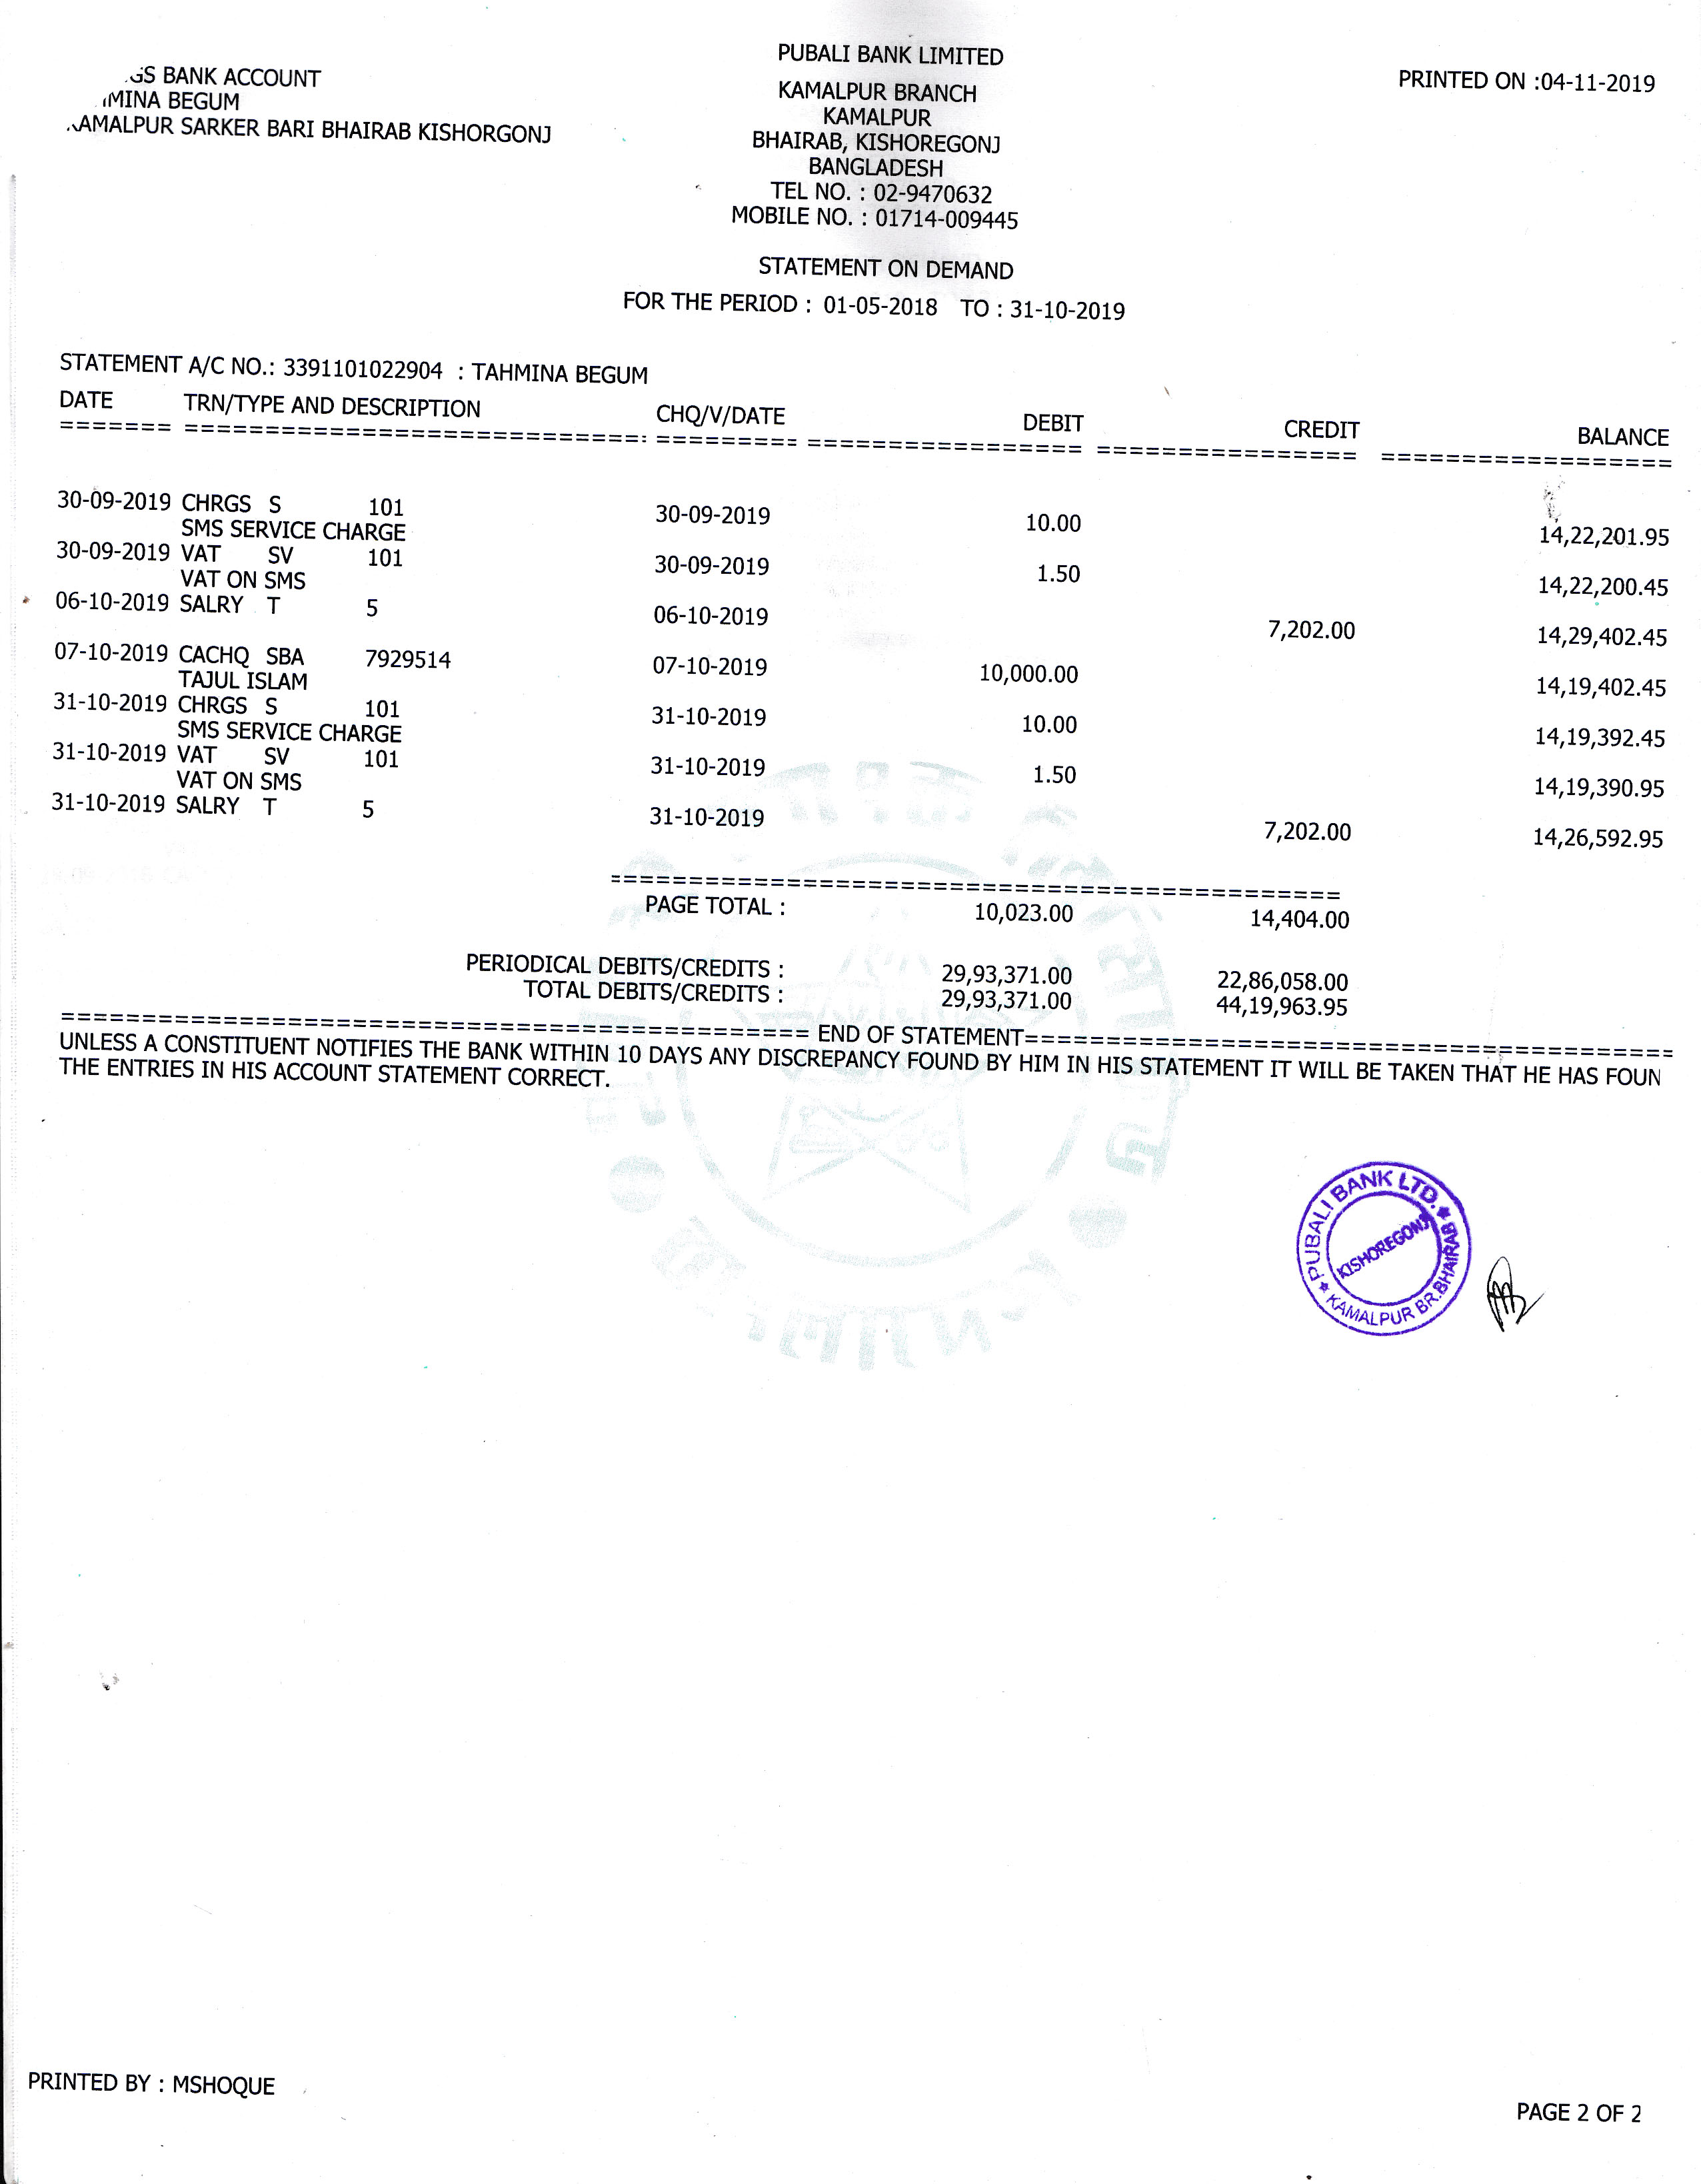 GS BANK ACCOUNT
MINA BEGUM
KAMALPUR SARKER BARI BHAIRAB KISHORGONJ
PUBALI BANK LIMITED
KAMALPUR BRANCH
KAMALPUR
BHAIRAB, KISHOREGONJ
BANGLADESH
TEL NO. : 02-9470632
MOBILE NO. : 01714-009445
PRINTED ON :04-11-2019
STATEMENT ON DEMAND
FOR THE PERIOD : 01-05-2018 TO : 31-10-2019
STATEMENT A/C NO.: 3391101022904 : TAHMINA BEGUM
DATE TRN/TYPE AND DESCRIPTION CHQ/V/DATE DEBIT CREDIT BALANCE
30-09-2019 CHRGS S 101 30-09-2019 10.00 14,22,201.95
SMS SERVICE CHARGE
30-09-2019 VAT SV 101 30-09-2019 1.50 14,22,200.45
VAT ON SMS
06-10-2019 SALRY T 5 06-10-2019 7,202.00 14,29,402.45
07-10-2019 CACHQ SBA 7929514 07-10-2019 10,000.00 14,19,402.45
TAJUL ISLAM
31-10-2019 CHRGS S 101 31-10-2019 10.00 14,19,392.45
SMS SERVICE CHARGE
31-10-2019 VAT SV 101 31-10-2019 1.50 14,19,390.95
VAT ON SMS
31-10-2019 SALRY T 5 31-10-2019 7,202.00 14,26,592.95
PAGE TOTAL : 10,023.00 14,404.00
PERIODICAL DEBITS/CREDITS : 29,93,371.00 22,86,058.00
TOTAL DEBITS/CREDITS : 29,93,371.00 44,19,963.95
END OF STATEMENT
UNLESS A CONSTITUENT NOTIFIES THE BANK WITHIN 10 DAYS ANY DISCREPANCY FOUND BY HIM IN HIS STATEMENT IT WILL BE TAKEN THAT HE HAS FOUN
THE ENTRIES IN HIS ACCOUNT STATEMENT CORRECT.
PUBALI BANK LTD.
KISHOREGONJ
KAMALPUR BR. BHAIRAB
PRINTED BY : MSHOQUE
PAGE 2 OF 2